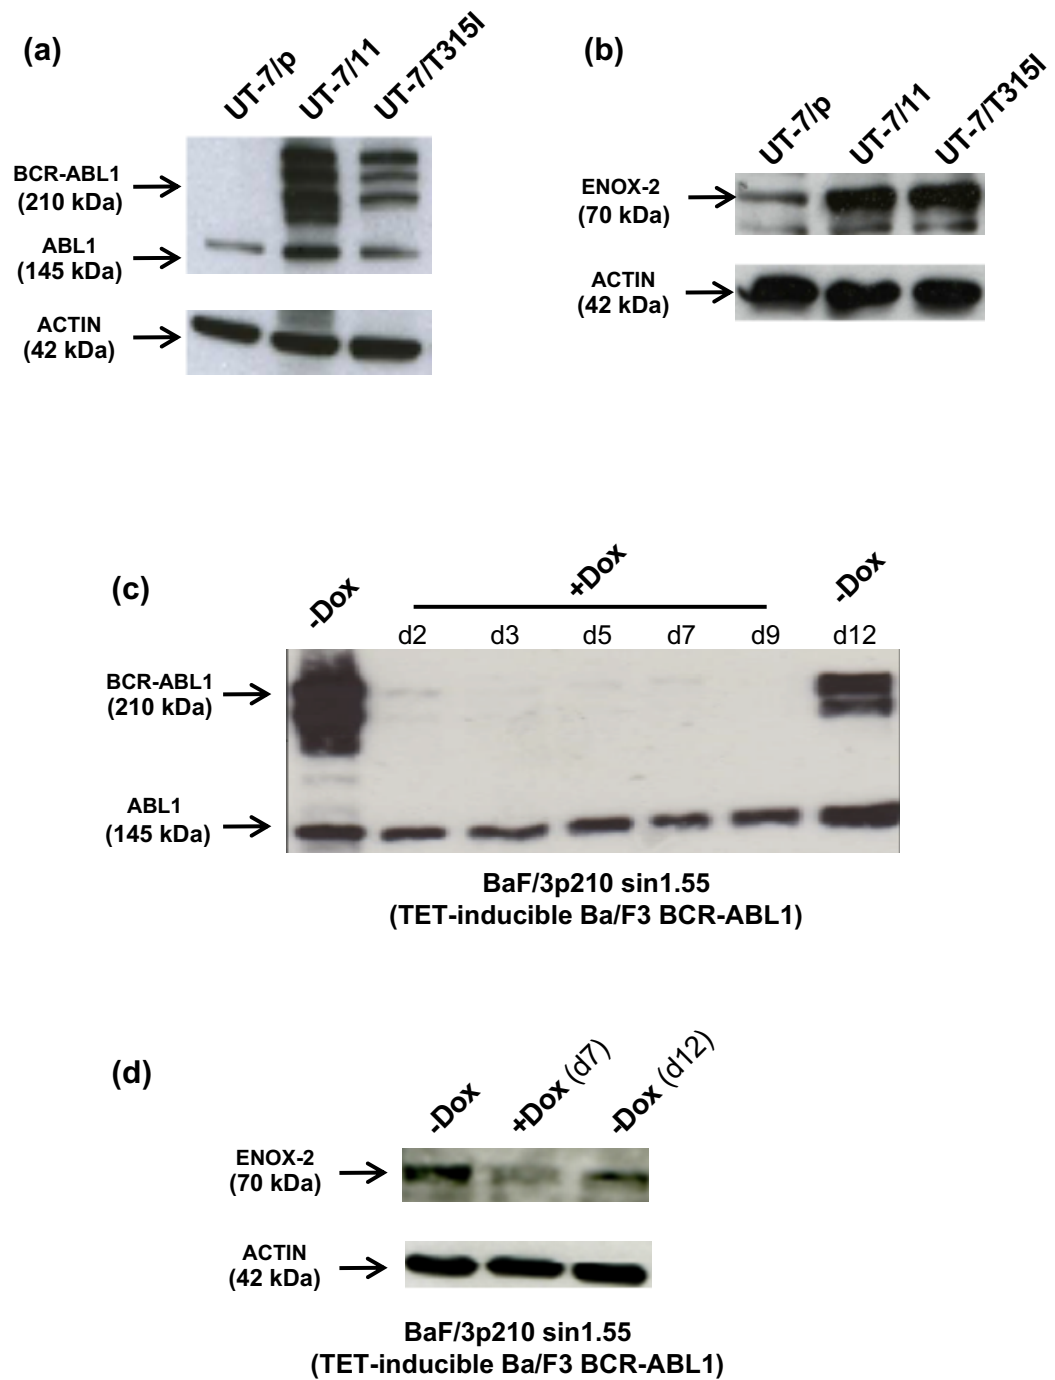 (a)
UT-7/p
UT-7/11
UT-7/T315I
BCR-ABL1
(210 kDa)
ABL1
(145 kDa)
ACTIN
(42 kDa)
(b)
UT-7/p
UT-7/11
UT-7/T315I
ENOX-2
(70 kDa)
ACTIN
(42 kDa)
(c)
-Dox
+Dox
-Dox
d2 d3 d5 d7 d9 d12
BCR-ABL1
(210 kDa)
ABL1
(145 kDa)
BaF/3p210 sin1.55
(TET-inducible Ba/F3 BCR-ABL1)
(d)
-Dox
+Dox (d7)
-Dox (d12)
ENOX-2
(70 kDa)
ACTIN
(42 kDa)
BaF/3p210 sin1.55
(TET-inducible Ba/F3 BCR-ABL1)